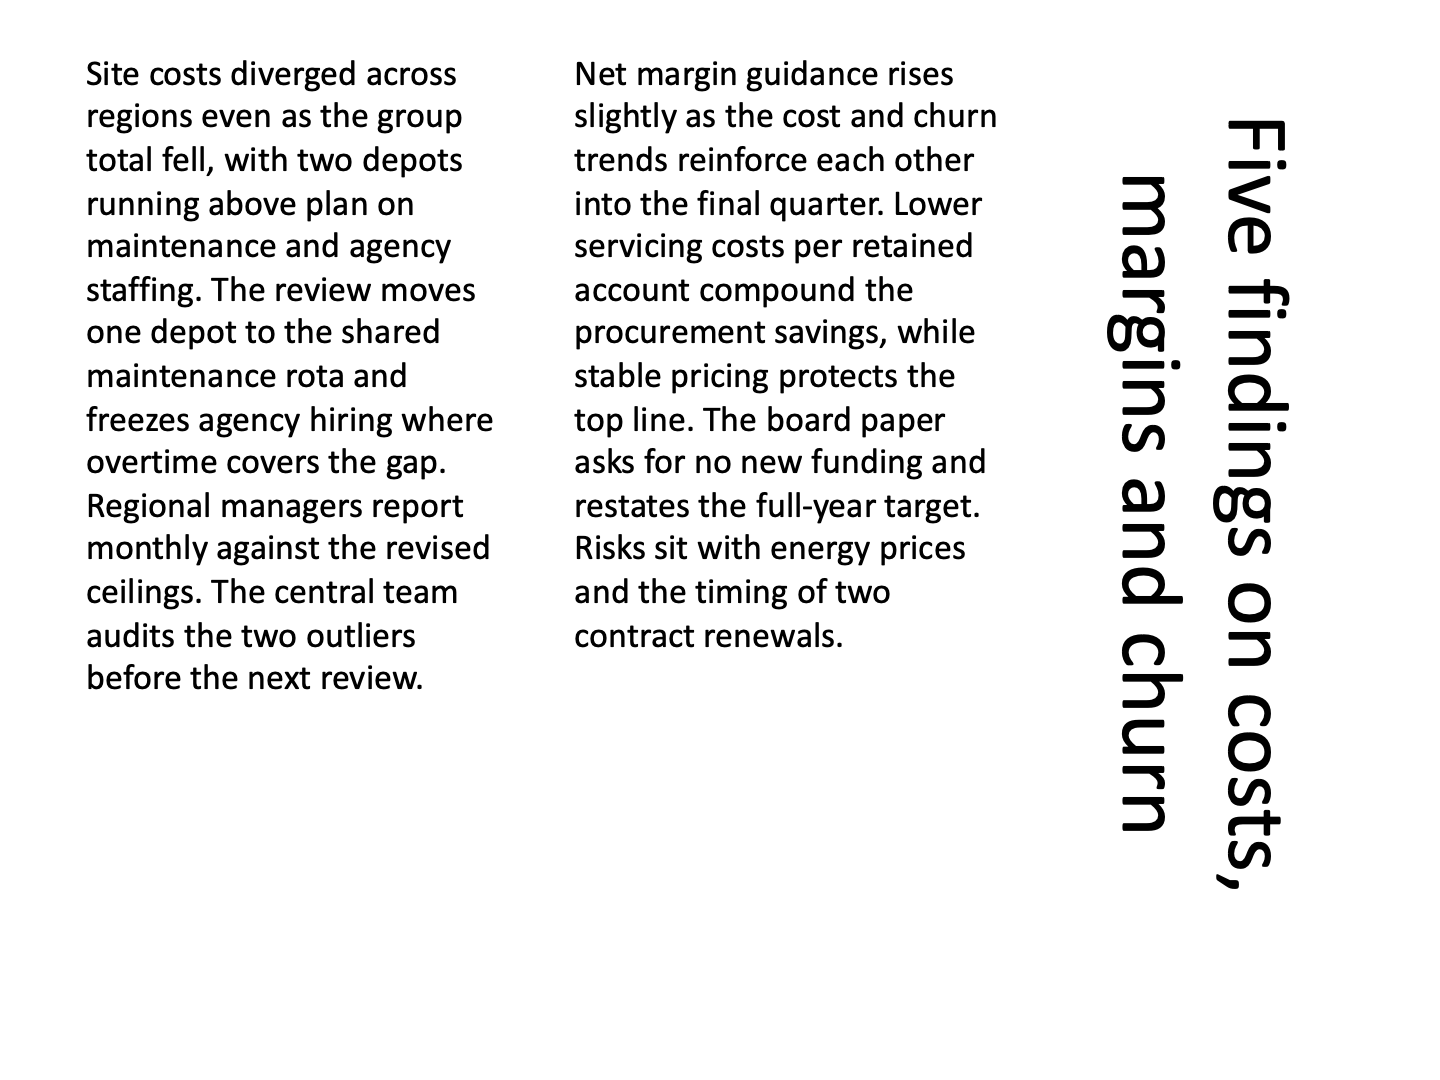 Five findings on costs,
margins and churn
Site costs diverged across
regions even as the group
total fell, with two depots
running above plan on
maintenance and agency
staffing. The review moves
one depot to the shared
maintenance rota and
freezes agency hiring where
overtime covers the gap.
Regional managers report
monthly against the revised
ceilings. The central team
audits the two outliers
before the next review.
Net margin guidance rises
slightly as the cost and churn
trends reinforce each other
into the final quarter. Lower
servicing costs per retained
account compound the
procurement savings, while
stable pricing protects the
top line. The board paper
asks for no new funding and
restates the full-year target.
Risks sit with energy prices
and the timing of two
contract renewals.